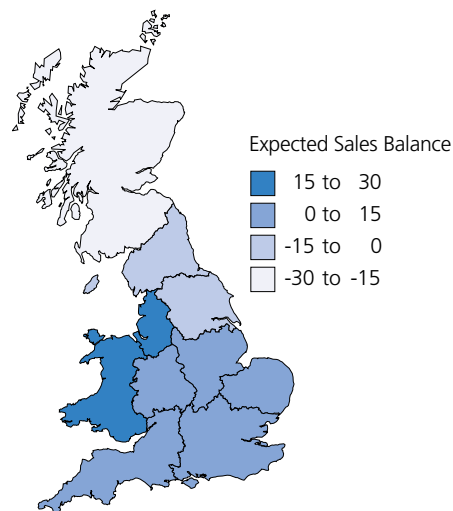 Expected Sales Balance
15 to 30
0 to 15
-15 to 0
-30 to -15